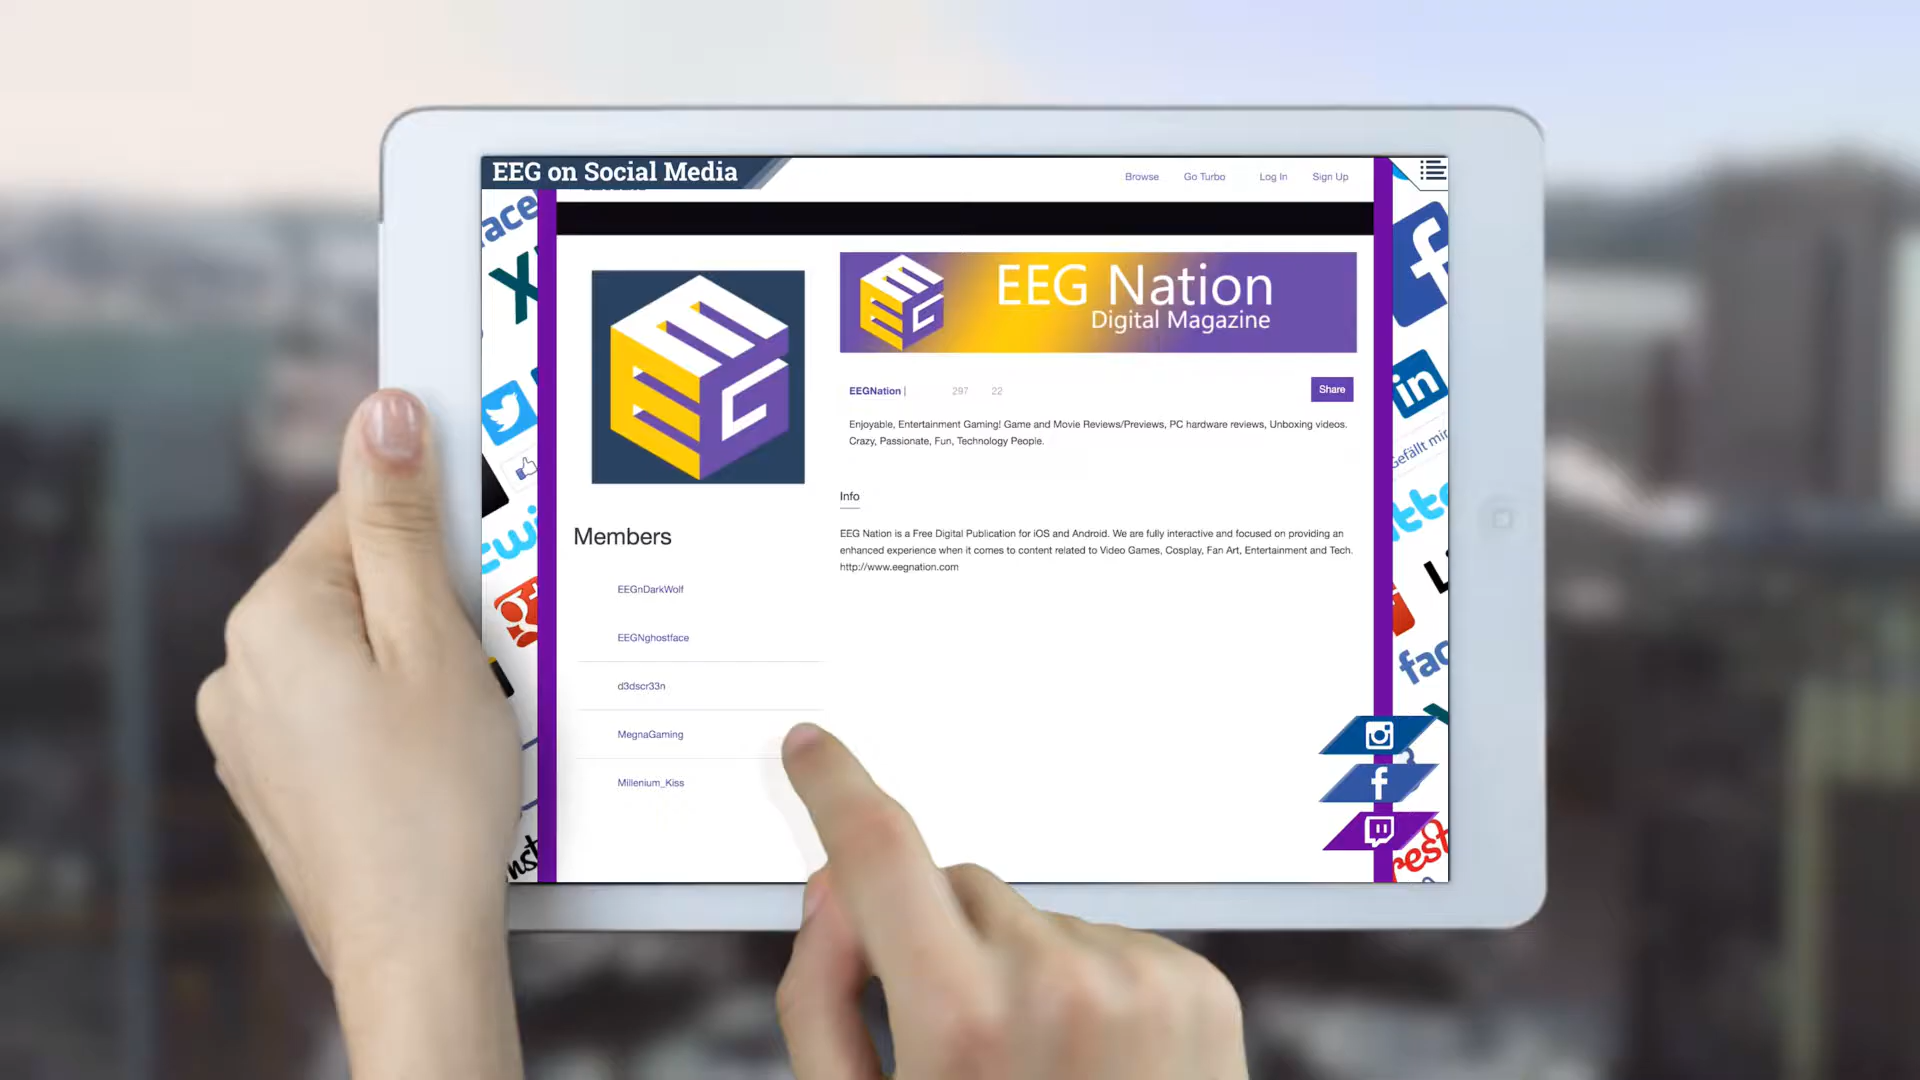 EEG on Social Media
Browse Go Turbo Log In Sign Up
EEG Nation
Digital Magazine
EEG
EEGNation | 297 22
Share
Enjoyable, Entertainment Gaming! Game and Movie Reviews/Previews, PC hardware reviews, Unboxing videos.
Crazy, Passionate, Fun, Technology People.
Info
EEG Nation is a Free Digital Publication for iOS and Android. We are fully interactive and focused on providing an
enhanced experience when it comes to content related to Video Games, Cosplay, Fan Art, Entertainment and Tech.
http://www.eegnation.com
Members
EEGnDarkWolf
EEGNghostface
d3dscr33n
MegnaGaming
Millenium_Kiss
in
Gefällt mir
g+